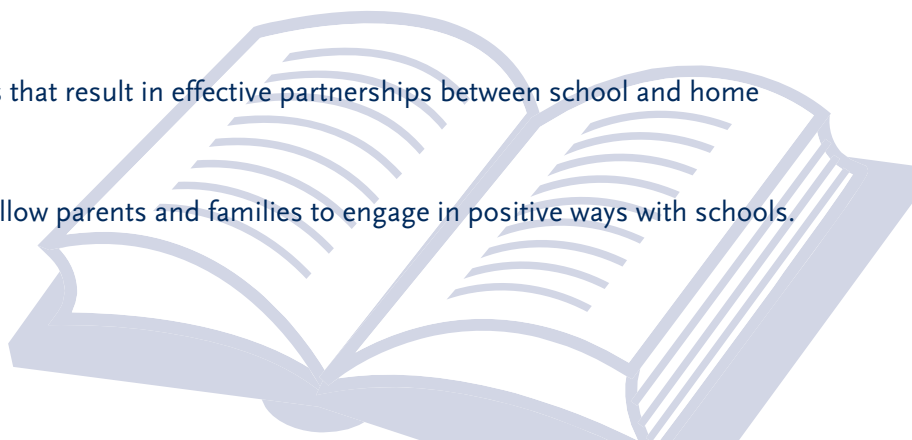 that result in effective partnerships between school and home
llow parents and families to engage in positive ways with schools.